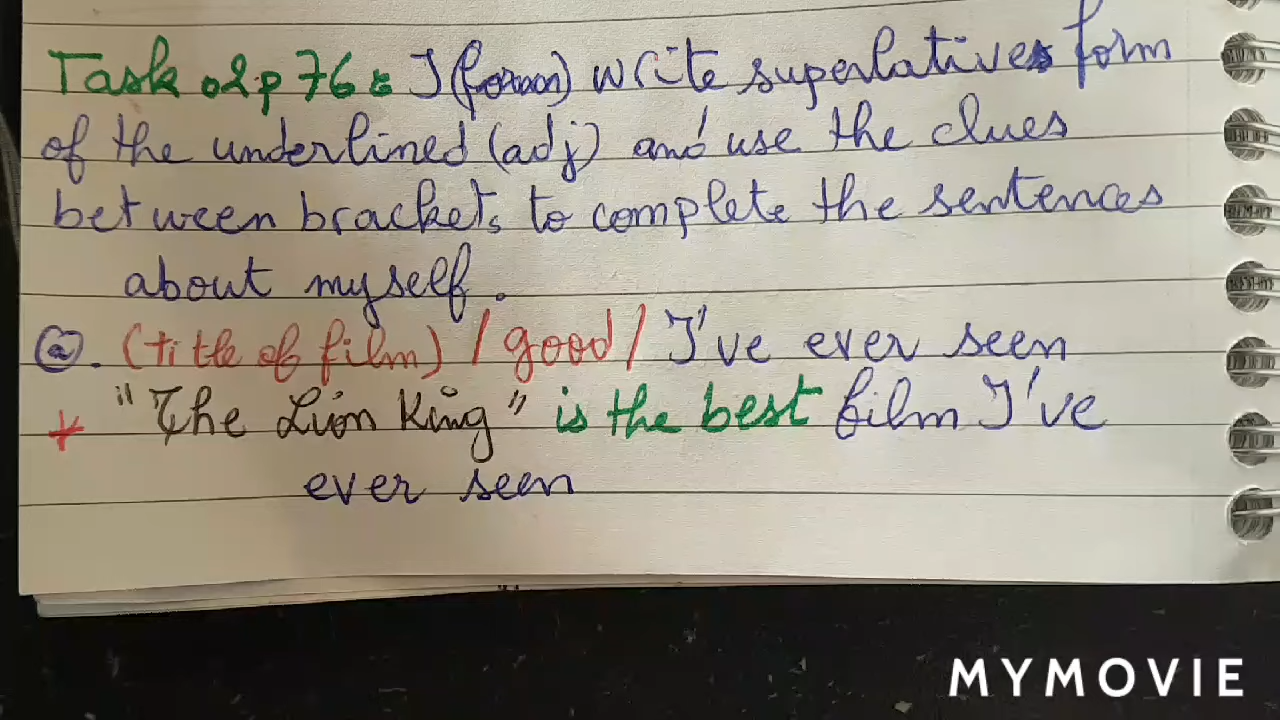 Task 02 p 76 : I (form) write superlatives form
of the underlined (adj) and use the clues
between brackets to complete the sentences
about myself.
(a). (title of film) / good / I've ever seen
* "The Lion King" is the best film I've
ever seen
MYMOVIE